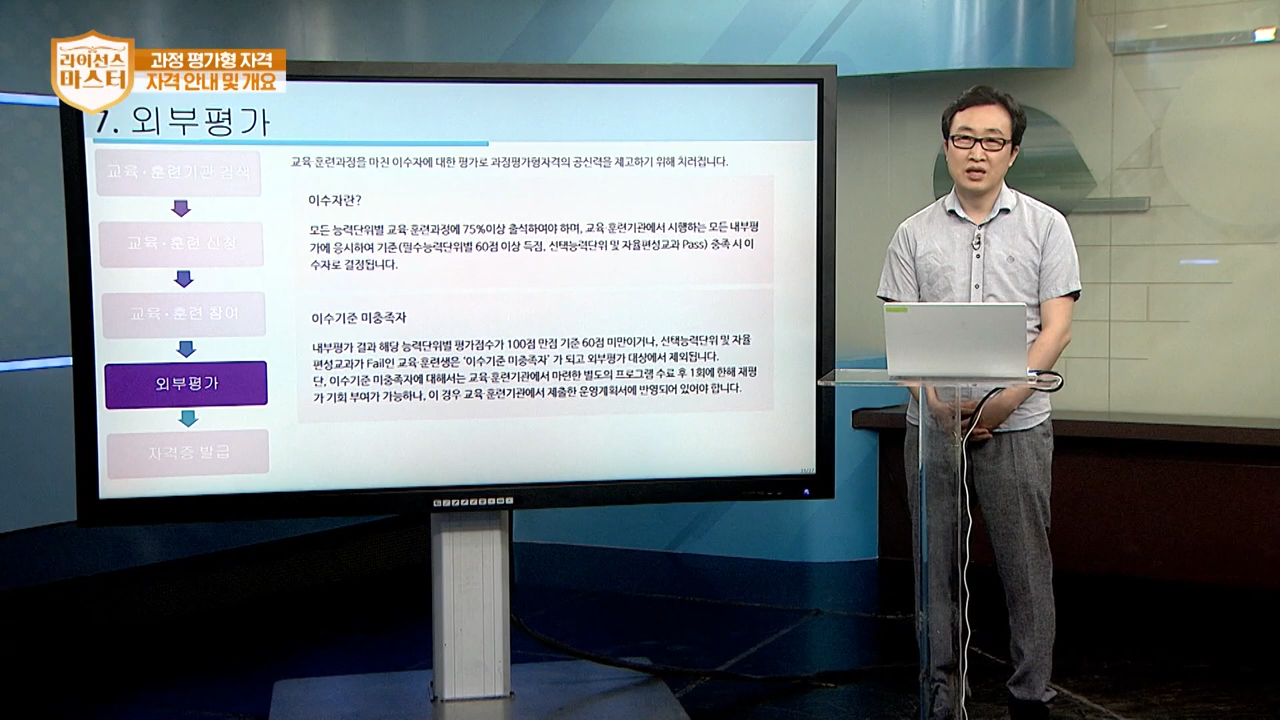 라이선스
마스터
과정 평가형 자격
자격 안내 및 개요
7. 외부평가
교육·훈련기관 검색
교육·훈련 신청
교육·훈련 참여
외부평가
자격증 발급
교육·훈련과정을 마친 이수자에 대한 평가로 과정평가형자격의 공신력을 제고하기 위해 치러집니다.
이수자란?
모든 능력단위별 교육·훈련과정에 75%이상 출석하여야 하며, 교육·훈련기관에서 시행하는 모든 내부평
가에 응시하여 기준(필수능력단위별 60점 이상 득점, 선택능력단위 및 자율편성교과 Pass) 충족 시 이
수자로 결정됩니다.
이수기준 미충족자
내부평가 결과 해당 능력단위별 평가점수가 100점 만점 기준 60점 미만이거나, 선택능력단위 및 자율
편성교과가 Fail인 교육·훈련생은 '이수기준 미충족자' 가 되고 외부평가 대상에서 제외됩니다.
단, 이수기준 미충족자에 대해서는 교육·훈련기관에서 마련한 별도의 프로그램 수료 후 1회에 한해 재평
가 기회 부여가 가능하나, 이 경우 교육·훈련기관에서 제출한 운영계획서에 반영되어 있어야 합니다.